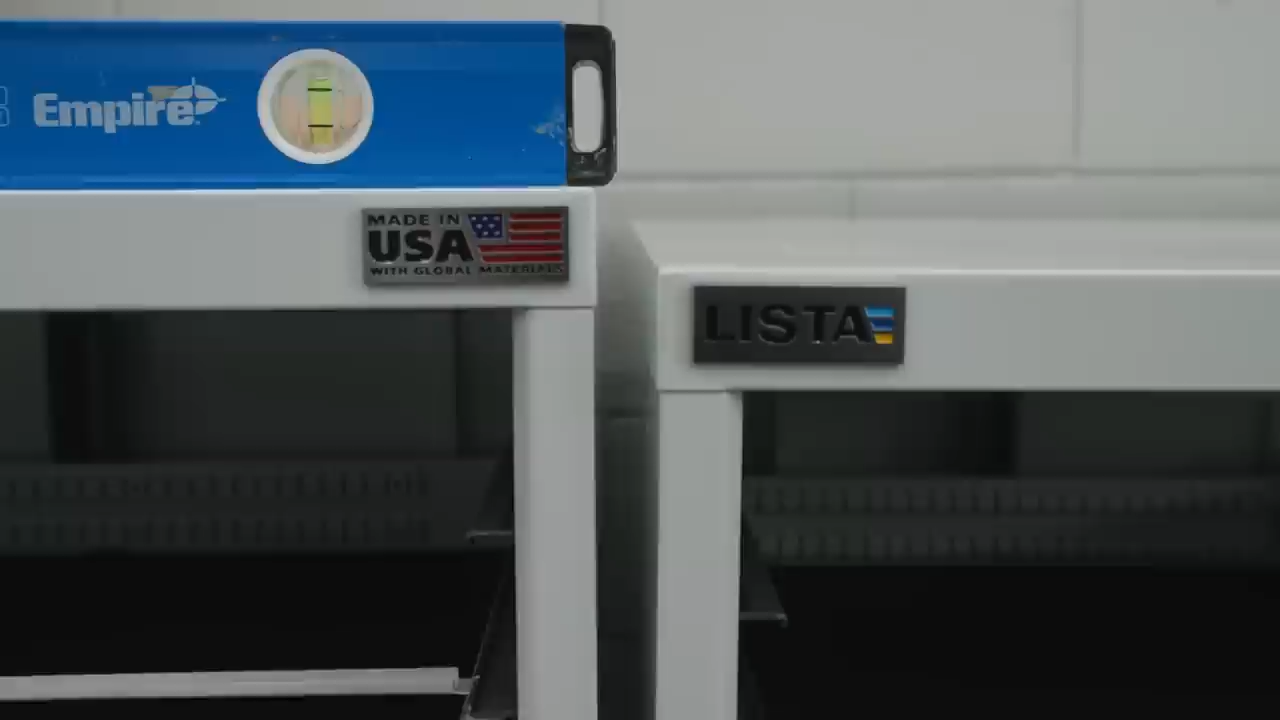 Empire
MADE IN
USA
WITH GLOBAL MATERIALS
LISTA